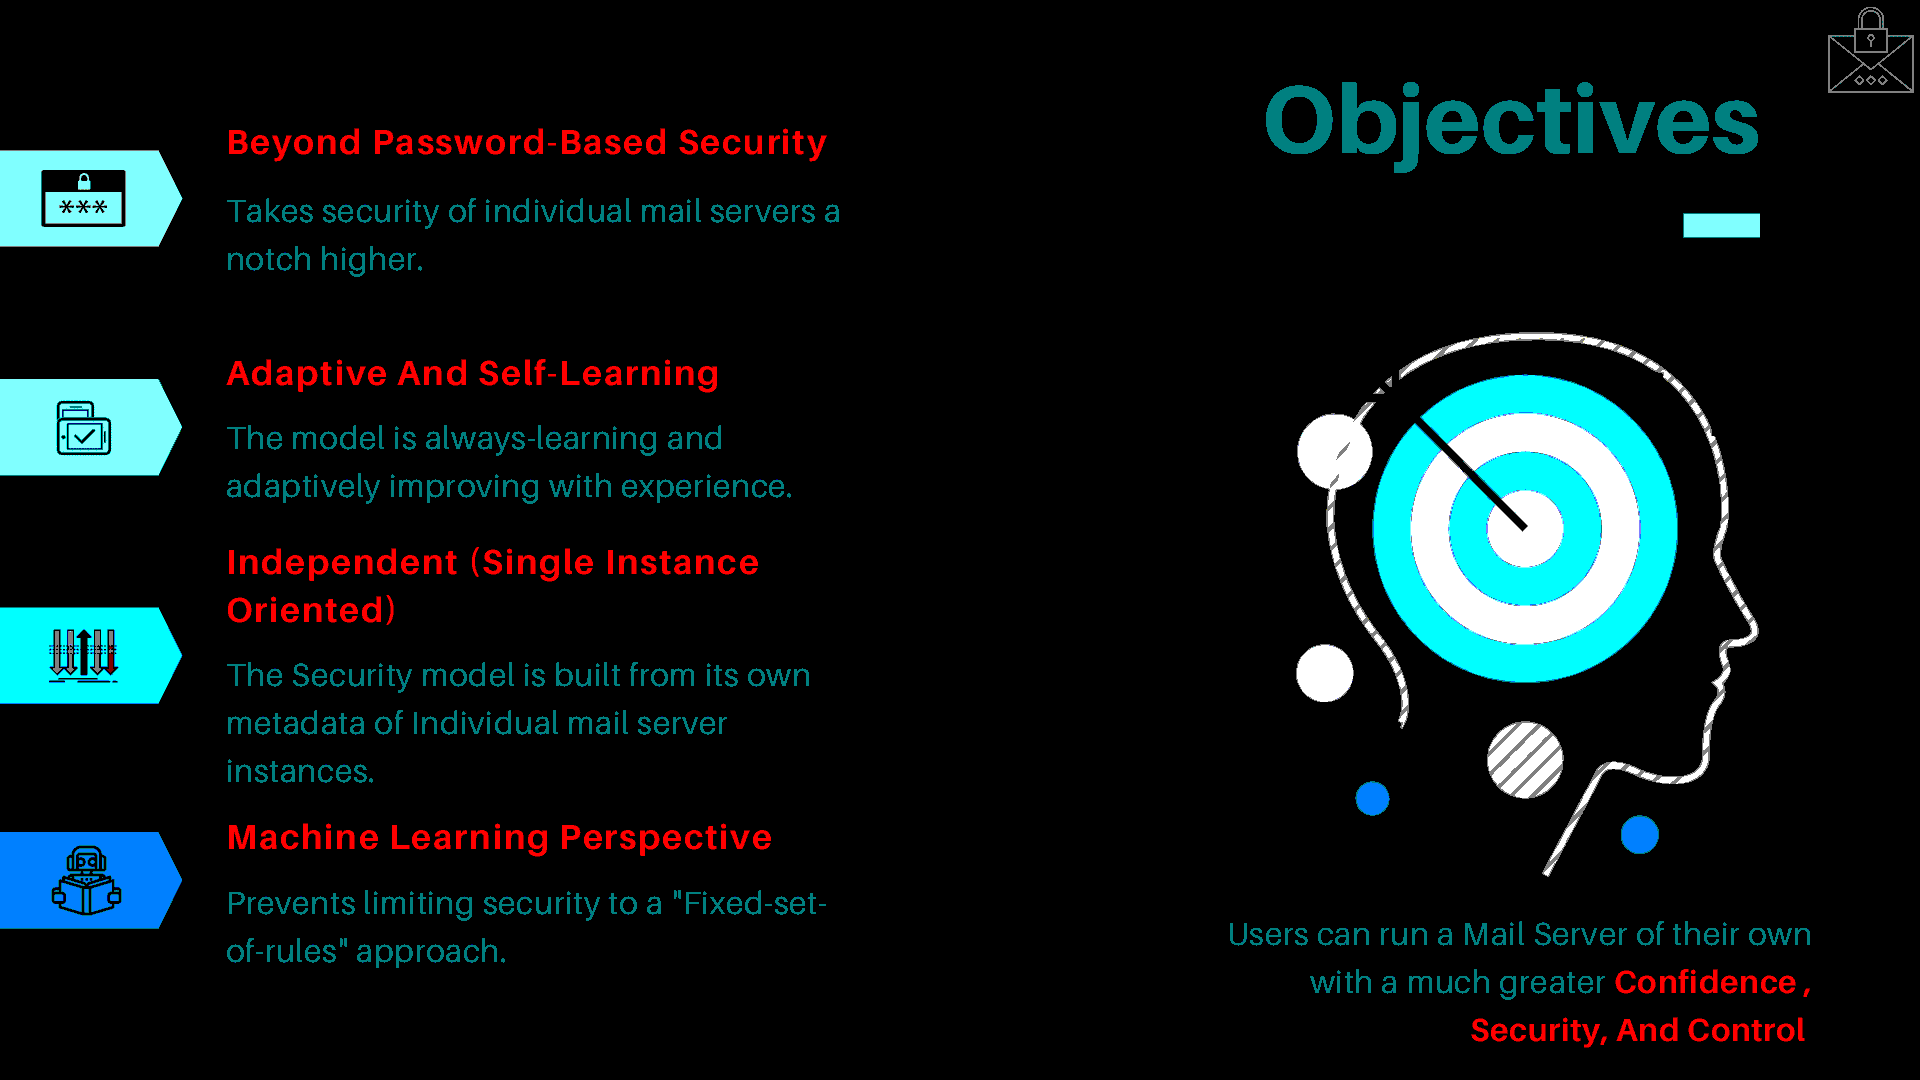 Objectives
Beyond Password-Based Security
Takes security of individual mail servers a
notch higher.
Adaptive And Self-Learning
The model is always-learning and
adaptively improving with experience.
Independent (Single Instance
Oriented)
The Security model is built from its own
metadata of Individual mail server
instances.
Machine Learning Perspective
Prevents limiting security to a "Fixed-set-
of-rules" approach.
Users can run a Mail Server of their own
with a much greater Confidence ,
Security, And Control